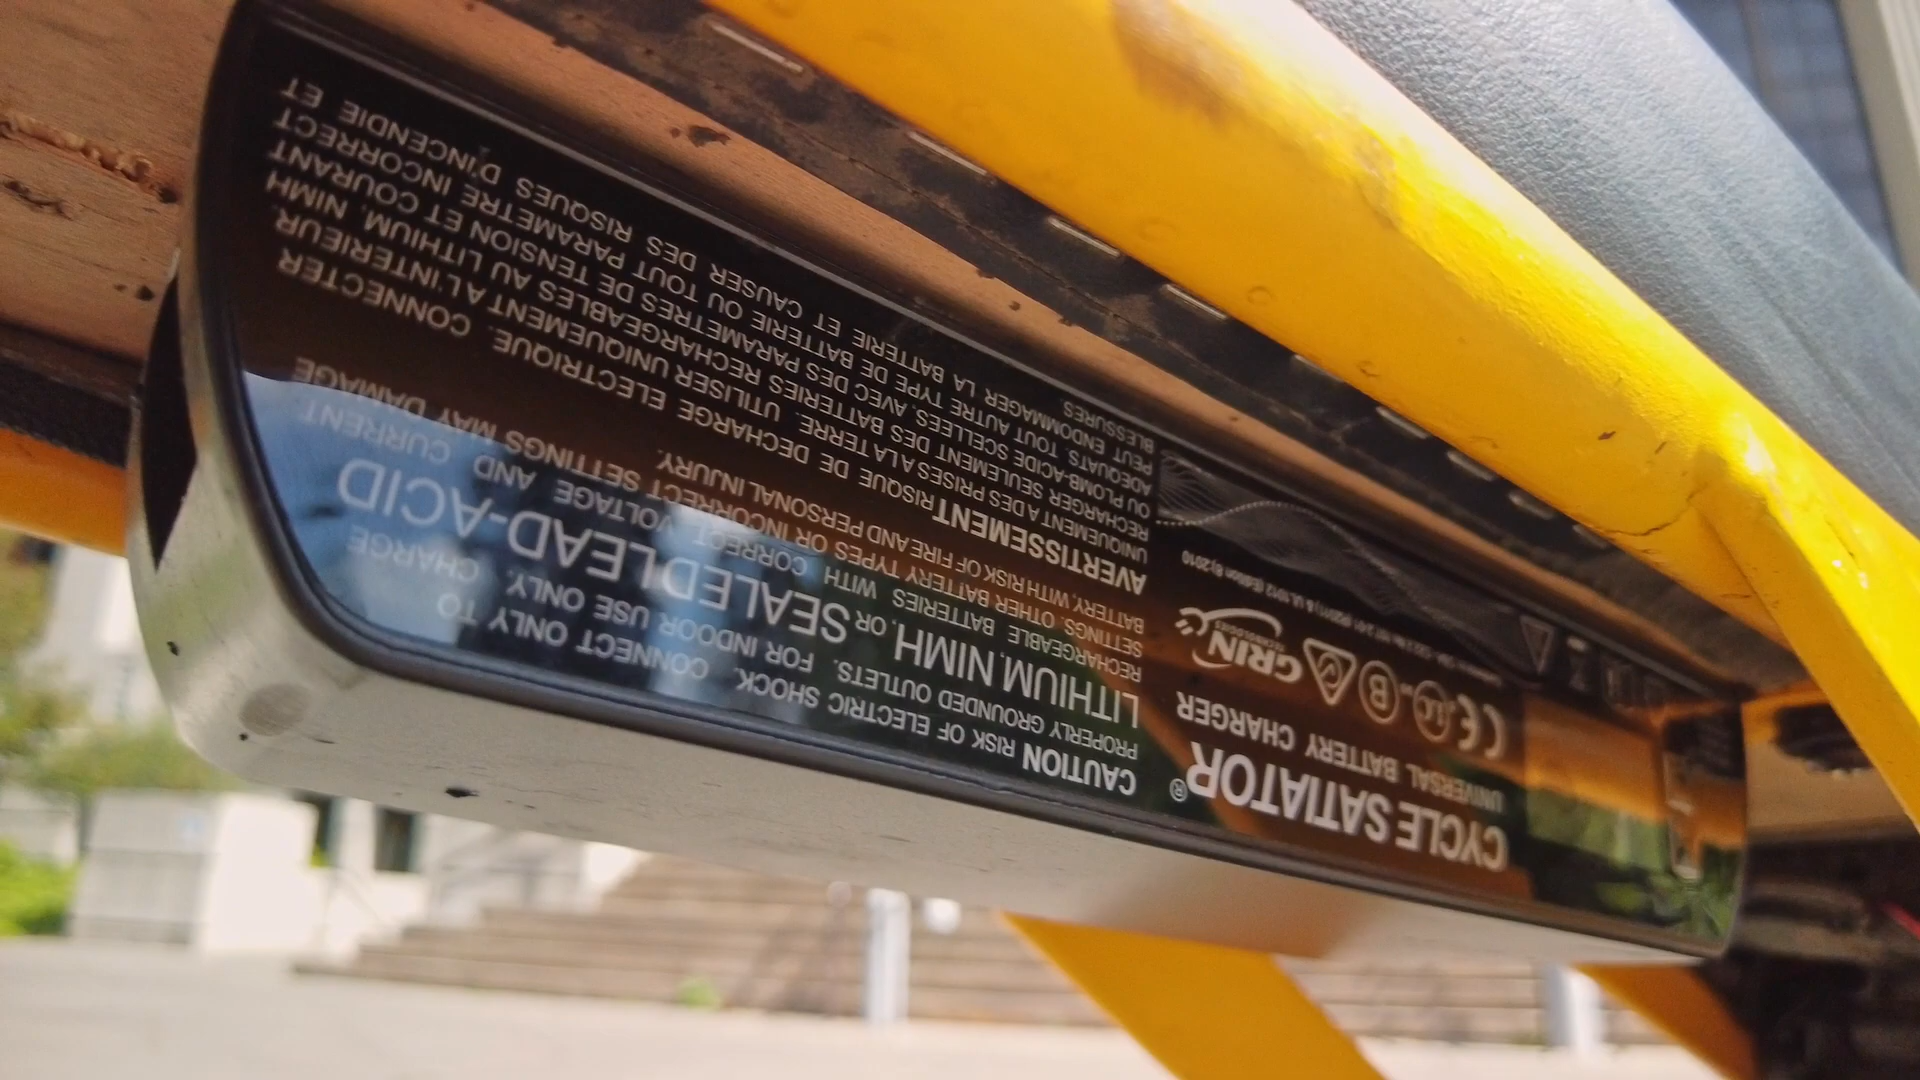 CYCLE SATIATOR®
UNIVERSAL BATTERY CHARGER
GRIN
TECHNOLOGIES
CAUTION RISK OF ELECTRIC SHOCK. CONNECT ONLY TO
PROPERLY GROUNDED OUTLETS. FOR INDOOR USE ONLY. CHARGE
LITHIUM, NIMH, OR SEALED LEAD-ACID
RECHARGEABLE BATTERIES WITH CORRECT VOLTAGE AND CURRENT
SETTINGS. OTHER BATTERY TYPES OR INCORRECT SETTINGS MAY DAMAGE
BATTERY, WITH RISK OF FIRE AND PERSONAL INJURY.
AVERTISSEMENT RISQUE DE DECHARGE ELECTRIQUE. CONNECTER
UNIQUEMENT A DES PRISES A LA TERRE. UTILISER UNIQUEMENT A L'INTERIEUR.
RECHARGER SEULEMENT DES BATTERIES RECHARGEABLES AU LITHIUM, NIMH
OU PLOMB-ACIDE SCELLEES, AVEC DES PARAMETRES DE TENSION ET COURANT
ADEQUATS. TOUT AUTRE TYPE DE BATTERIE OU TOUT PARAMETRE INCORRECT
PEUT ENDOMMAGER LA BATTERIE ET CAUSER DES RISQUES D'INCENDIE ET
BLESSURES